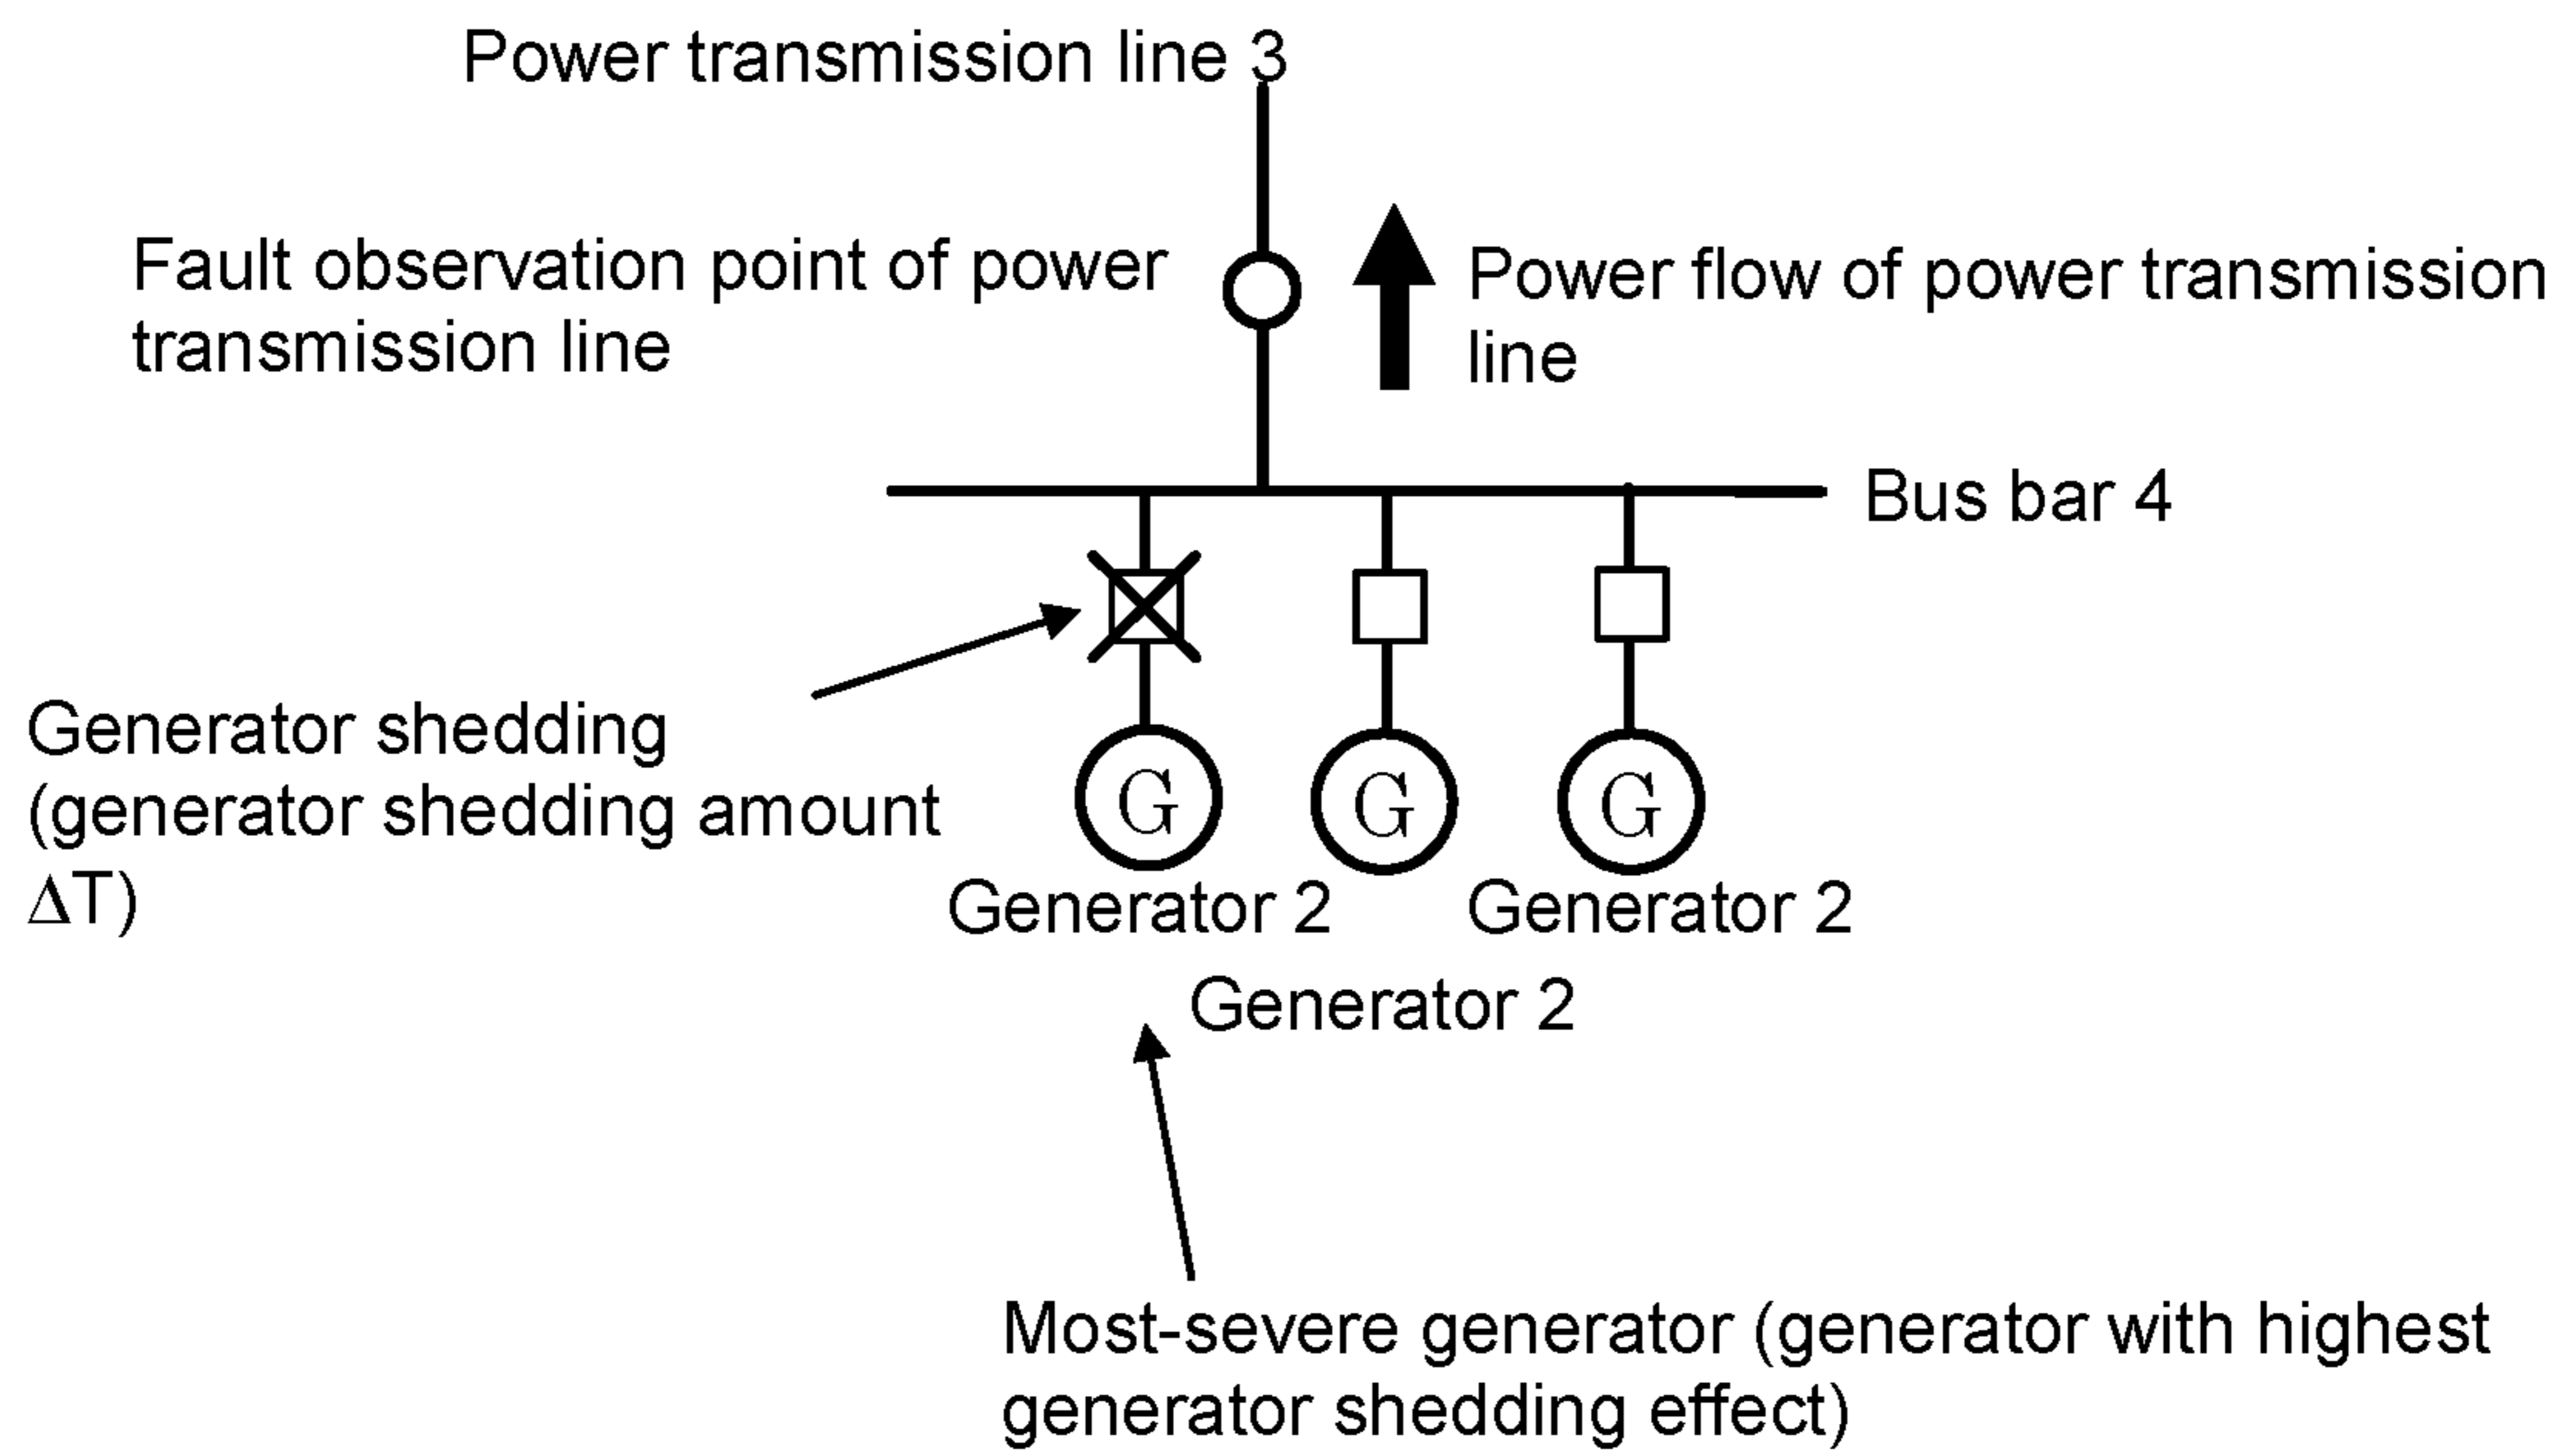 Power transmission line 3
Fault observation point of power
transmission line
Power flow of power transmission
line
Bus bar 4
Generator shedding
(generator shedding amount
ΔT)
G
G
G
Generator 2
Generator 2
Generator 2
Most-severe generator (generator with highest
generator shedding effect)